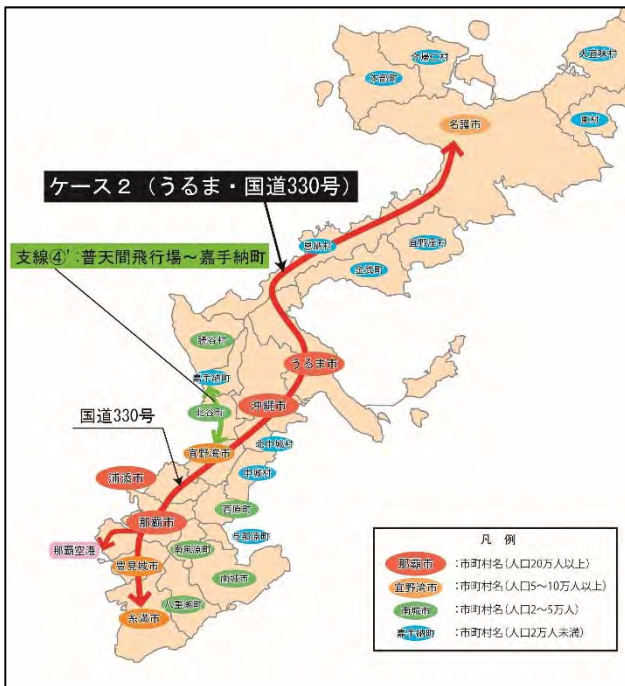 今帰仁村
本部町
大宜味村
東村
名護市
ケース2（うるま・国道330号）
恩納村
宜野座村
金武町
支線④'：普天間飛行場～嘉手納町
読谷村
嘉手納町
うるま市
沖縄市
北谷町
国道330号
宜野湾市
北中城村
中城村
浦添市
西原町
那覇市
与那原町
那覇空港
南風原町
豊見城市
南城市
八重瀬町
糸満市
凡 例
那覇市 ：市町村名（人口20万人以上）
宜野湾市 ：市町村名（人口5～10万人以上）
南城市 ：市町村名（人口2～5万人）
嘉手納町 ：市町村名（人口2万人未満）